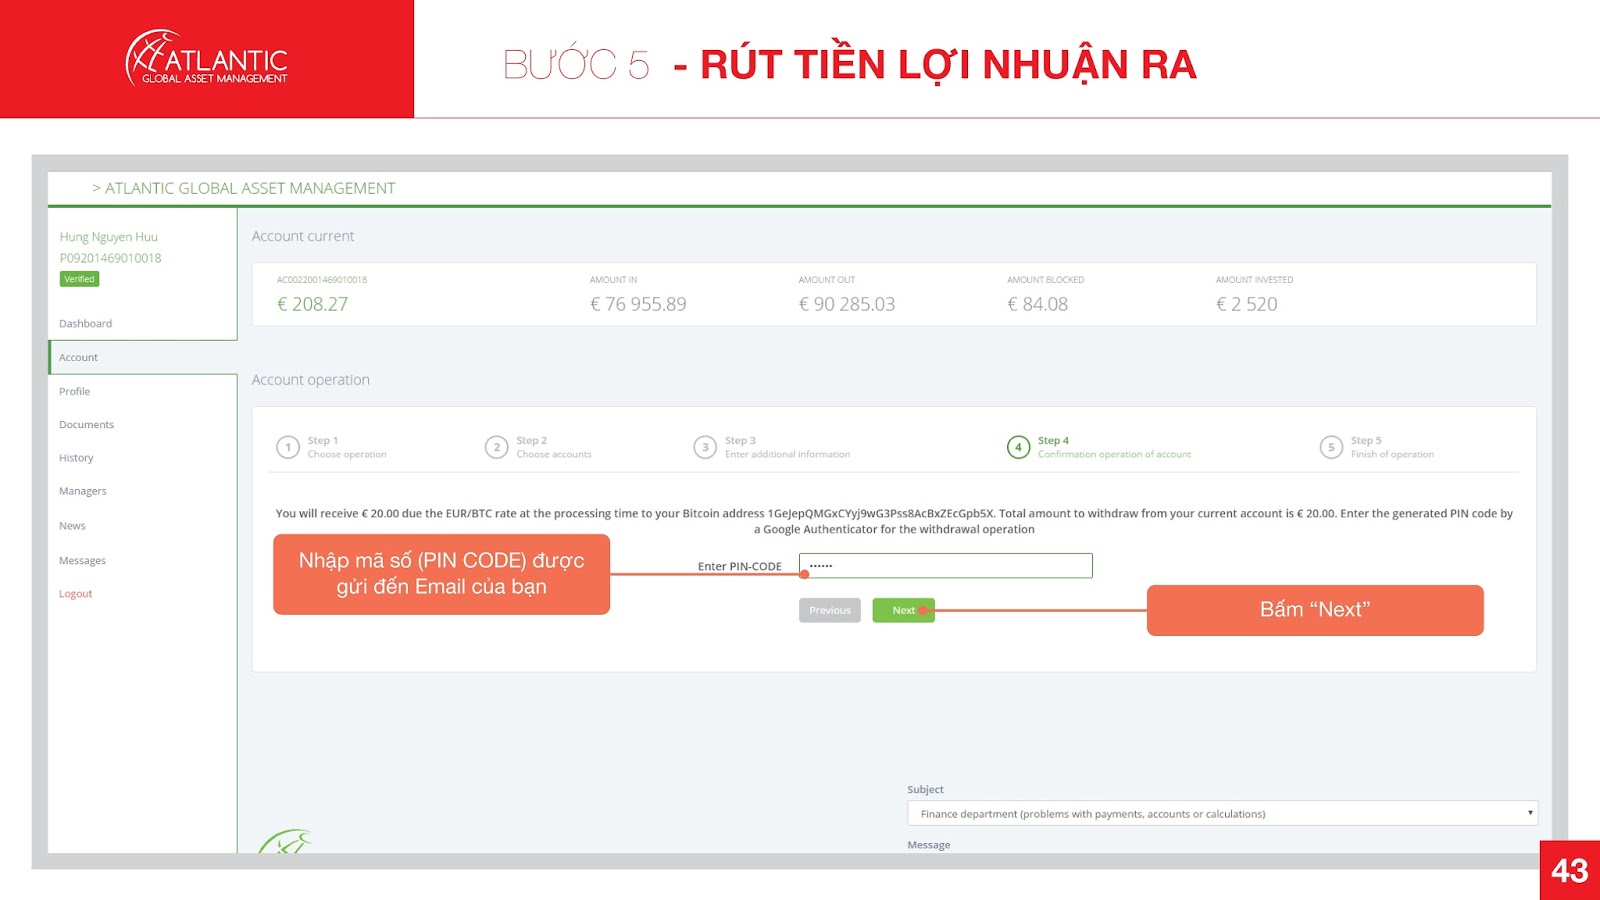 ATLANTIC
GLOBAL ASSET MANAGEMENT
BƯỚC 5 - RÚT TIỀN LỢI NHUẬN RA
> ATLANTIC GLOBAL ASSET MANAGEMENT
Hung Nguyen Huu
P09201469010018
Verified
Dashboard
Account
Profile
Documents
History
Managers
News
Messages
Logout
Account current
AC0022001469010018
€ 208.27
AMOUNT IN
€ 76 955.89
AMOUNT OUT
€ 90 285.03
AMOUNT BLOCKED
€ 84.08
AMOUNT INVESTED
€ 2 520
Account operation
1 Step 1
Choose operation
2 Step 2
Choose accounts
3 Step 3
Enter additional information
4 Step 4
Confirmation operation of account
5 Step 5
Finish of operation
You will receive € 20.00 due the EUR/BTC rate at the processing time to your Bitcoin address 1GeJepQMGxCYyj9wG3Pss8AcBxZEcGpb5X. Total amount to withdraw from your current account is € 20.00. Enter the generated PIN code by
a Google Authenticator for the withdrawal operation
Nhập mã số (PIN CODE) được
gửi đến Email của bạn
Enter PIN-CODE ••••••
Previous
Next
Bấm “Next”
Subject
Finance department (problems with payments, accounts or calculations)
Message
43